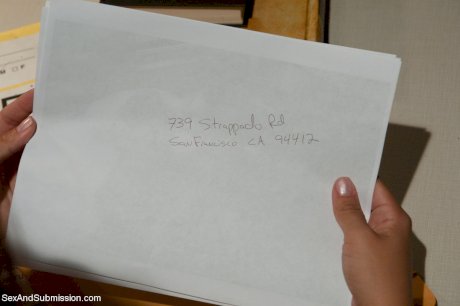 739 Strappado Rd
San Francisco CA 94412
SexAndSubmission.com